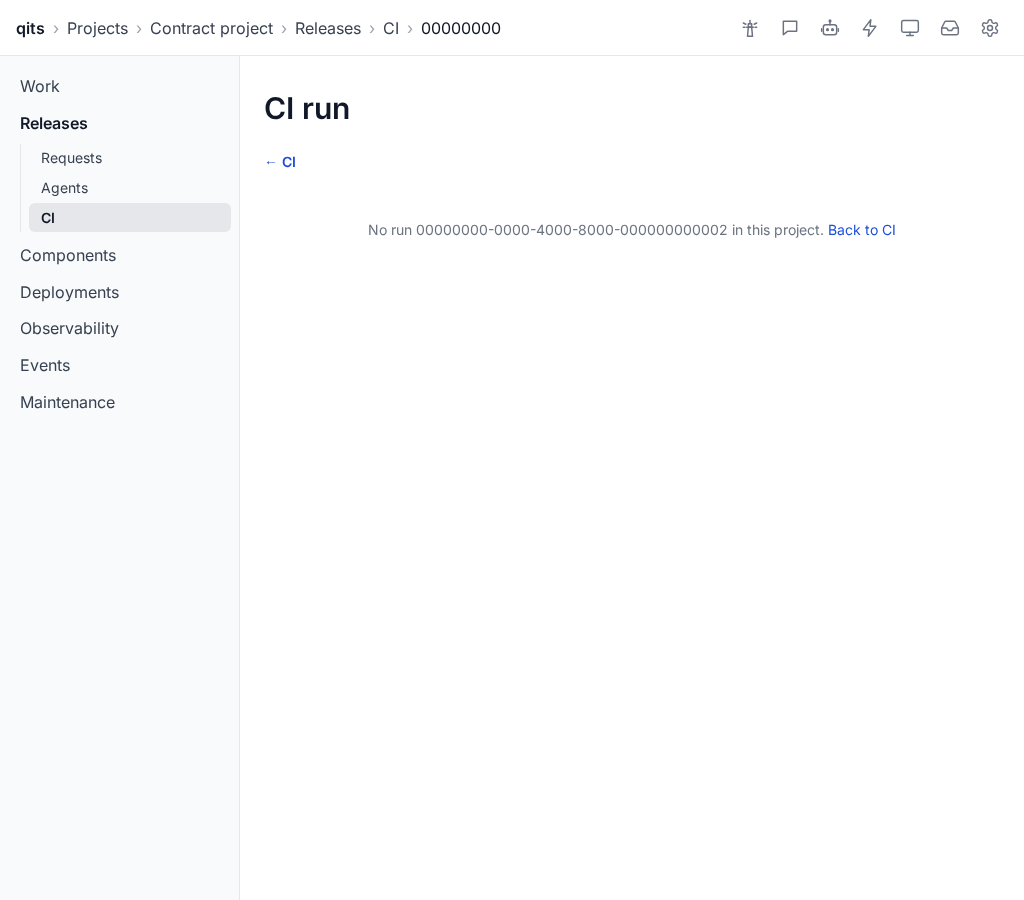 qits › Projects › Contract project › Releases › CI › 00000000
Work
Releases
Requests
Agents
CI
Components
Deployments
Observability
Events
Maintenance
CI run
← CI
No run 00000000-0000-4000-8000-000000000002 in this project. Back to CI